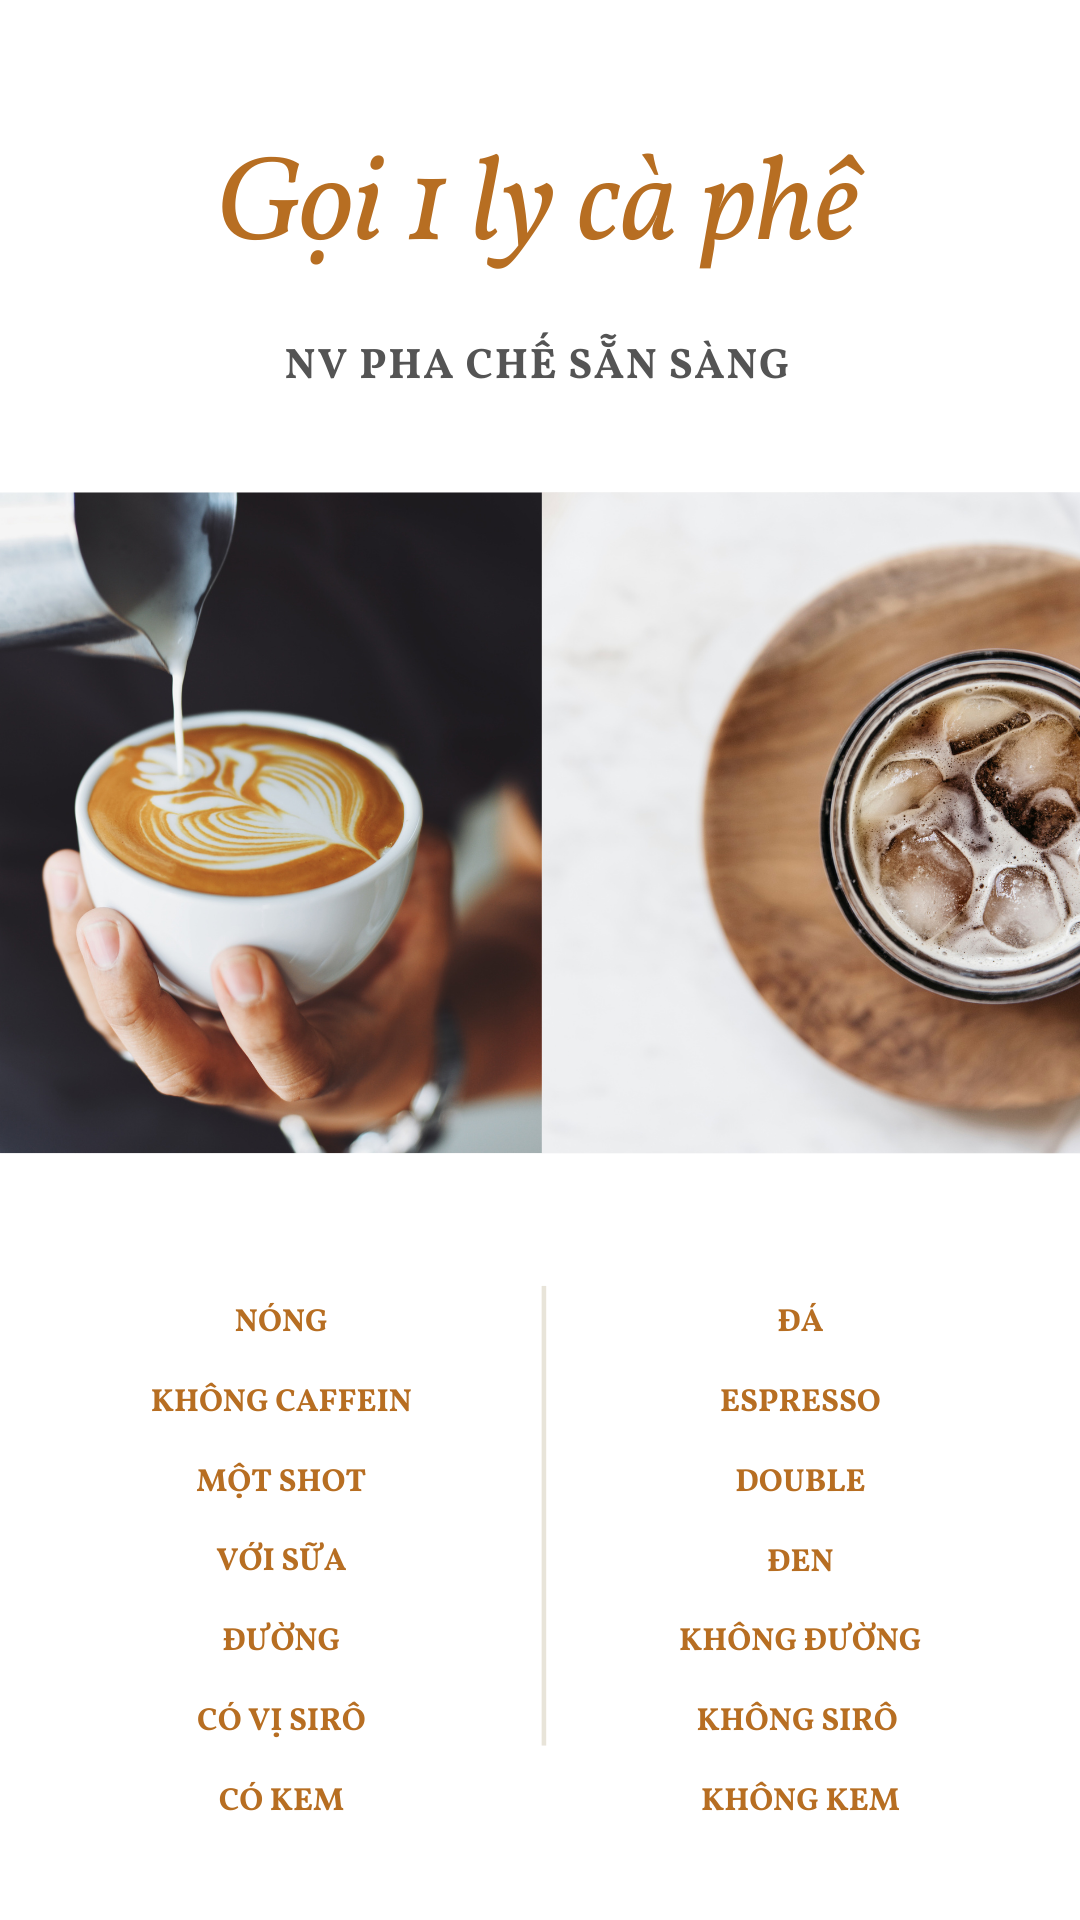 Gọi 1 ly cà phê
NV PHA CHẾ SẴN SÀNG
NÓNG
ĐÁ
KHÔNG CAFFEIN
ESPRESSO
MỘT SHOT
DOUBLE
VỚI SỮA
ĐEN
ĐƯỜNG
KHÔNG ĐƯỜNG
CÓ VỊ SIRÔ
KHÔNG SIRÔ
CÓ KEM
KHÔNG KEM